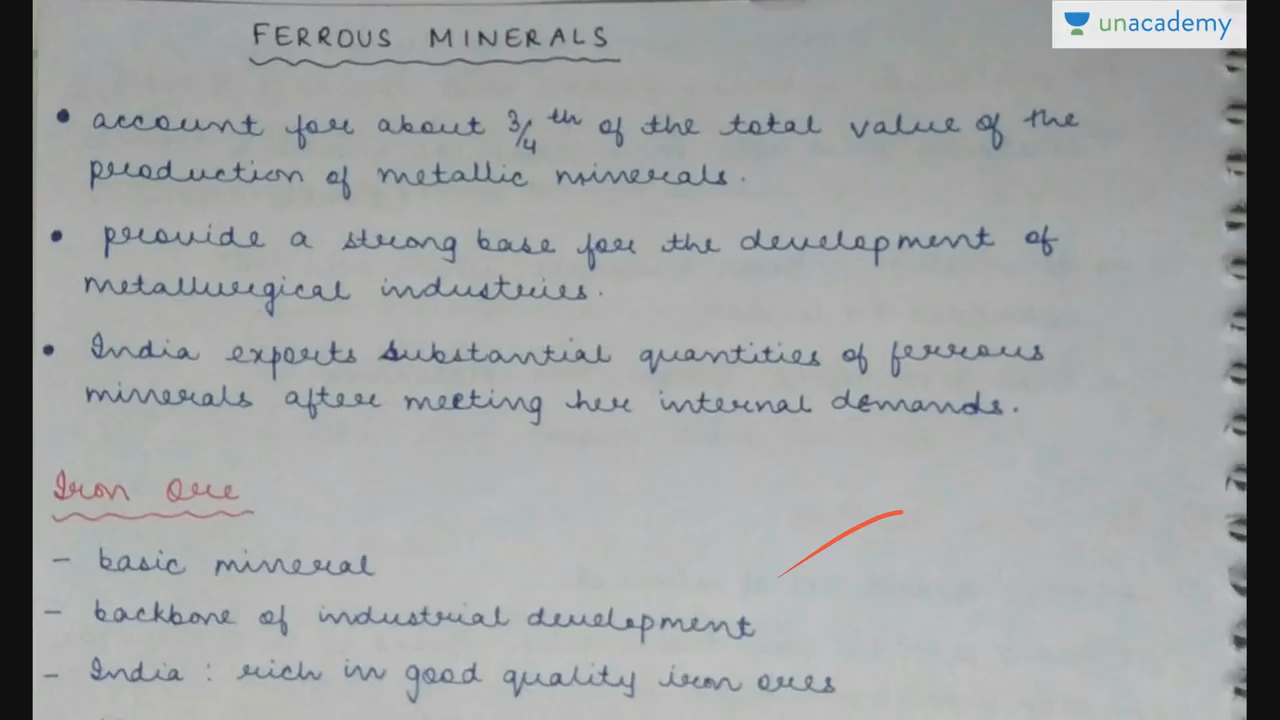 FERROUS MINERALS
unacademy
• account for about 3/4 th of the total value of the
production of metallic minerals.
• provide a strong base for the development of
metallurgical industries.
• India exports substantial quantities of ferrous
minerals after meeting her internal demands.
Iron Ore
- basic mineral
- backbone of industrial development
- India : rich in good quality iron ores